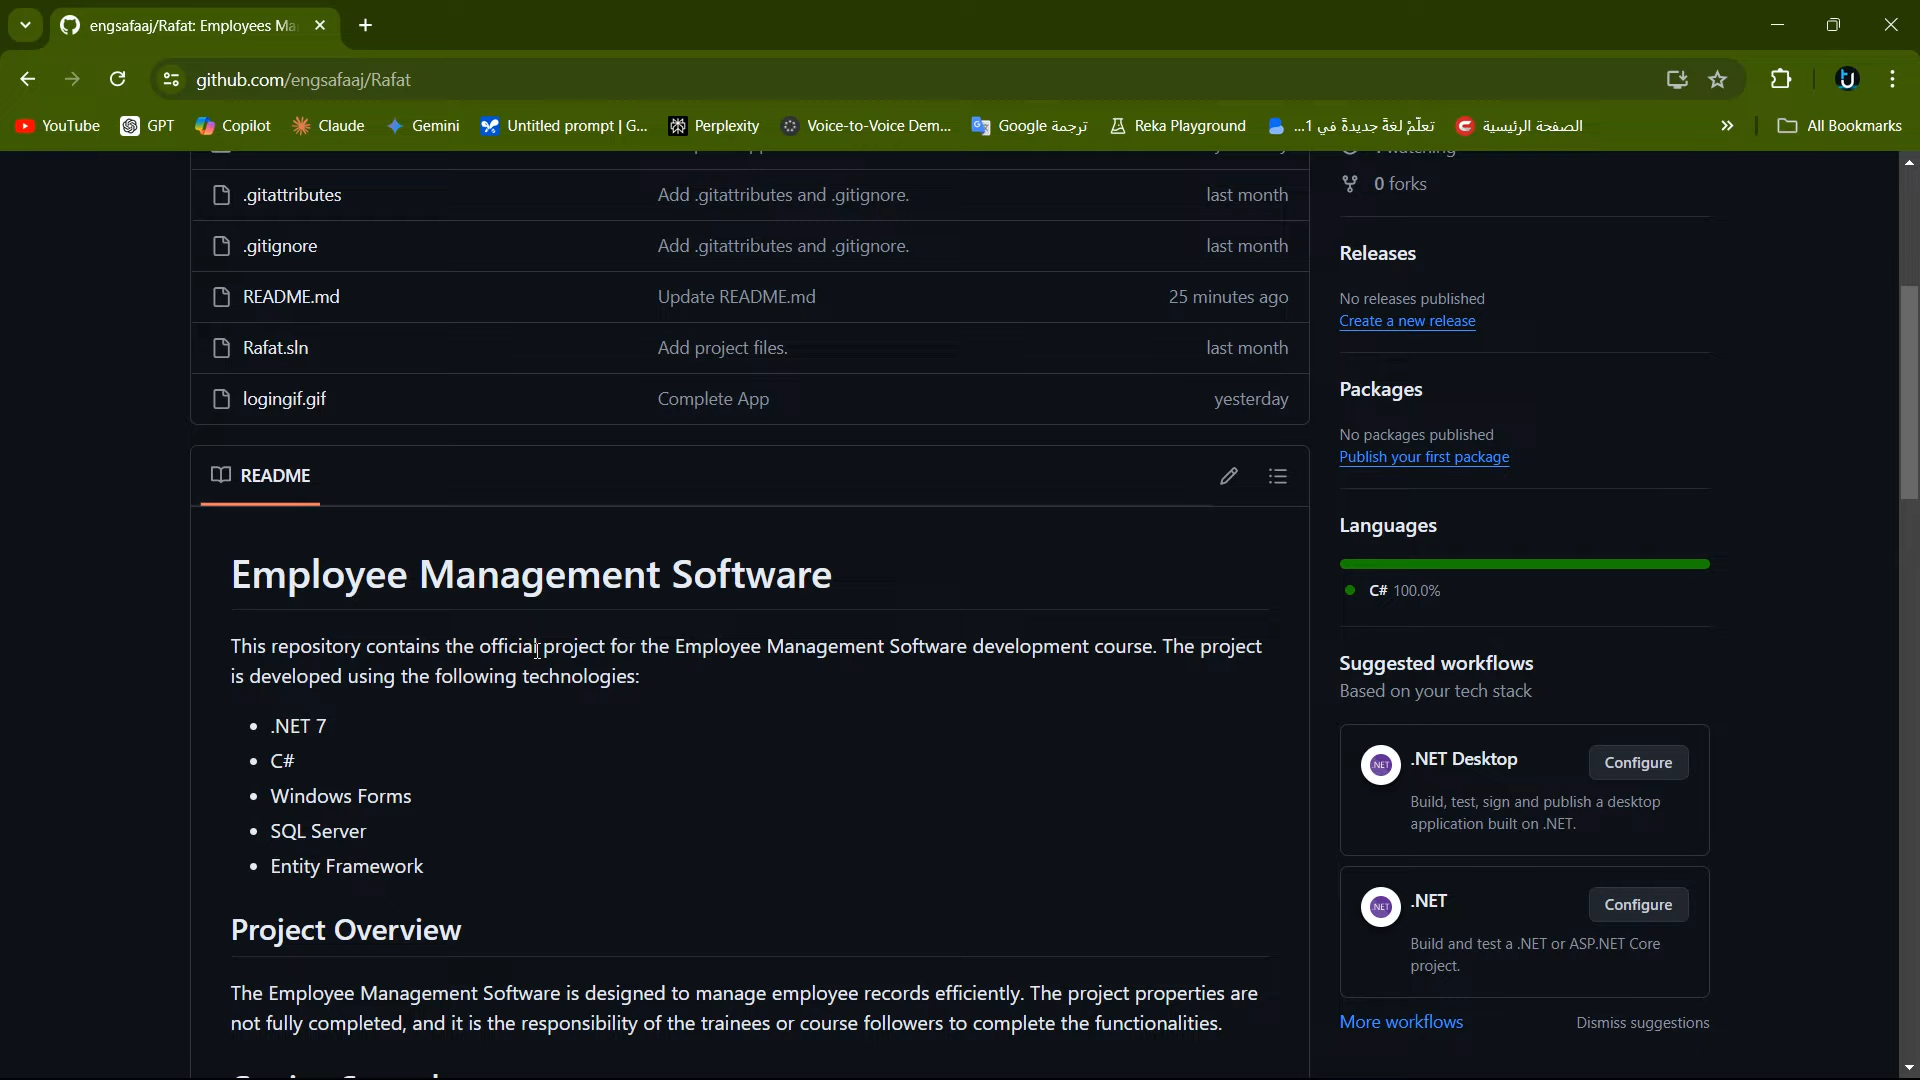 engsafaaj/Rafat: Employees Ma
github.com/engsafaaj/Rafat
YouTube
GPT
Copilot
Claude
Gemini
Untitled prompt | G...
Perplexity
Voice-to-Voice Dem...
Google ترجمة
Reka Playground
تعلّمْ لغةً جديدةً في 1...
الصفحة الرئيسية
All Bookmarks
.gitattributes Add .gitattributes and .gitignore. last month
.gitignore Add .gitattributes and .gitignore. last month
README.md Update README.md 25 minutes ago
Rafat.sln Add project files. last month
logingif.gif Complete App yesterday
README
Employee Management Software
This repository contains the official project for the Employee Management Software development course. The project
is developed using the following technologies:
• .NET 7
• C#
• Windows Forms
• SQL Server
• Entity Framework
Project Overview
The Employee Management Software is designed to manage employee records efficiently. The project properties are
not fully completed, and it is the responsibility of the trainees or course followers to complete the functionalities.
0 forks
Releases
No releases published
Create a new release
Packages
No packages published
Publish your first package
Languages
C# 100.0%
Suggested workflows
Based on your tech stack
.NET
.NET Desktop
Configure
Build, test, sign and publish a desktop
application built on .NET.
.NET
.NET
Configure
Build and test a .NET or ASP.NET Core
project.
More workflows
Dismiss suggestions